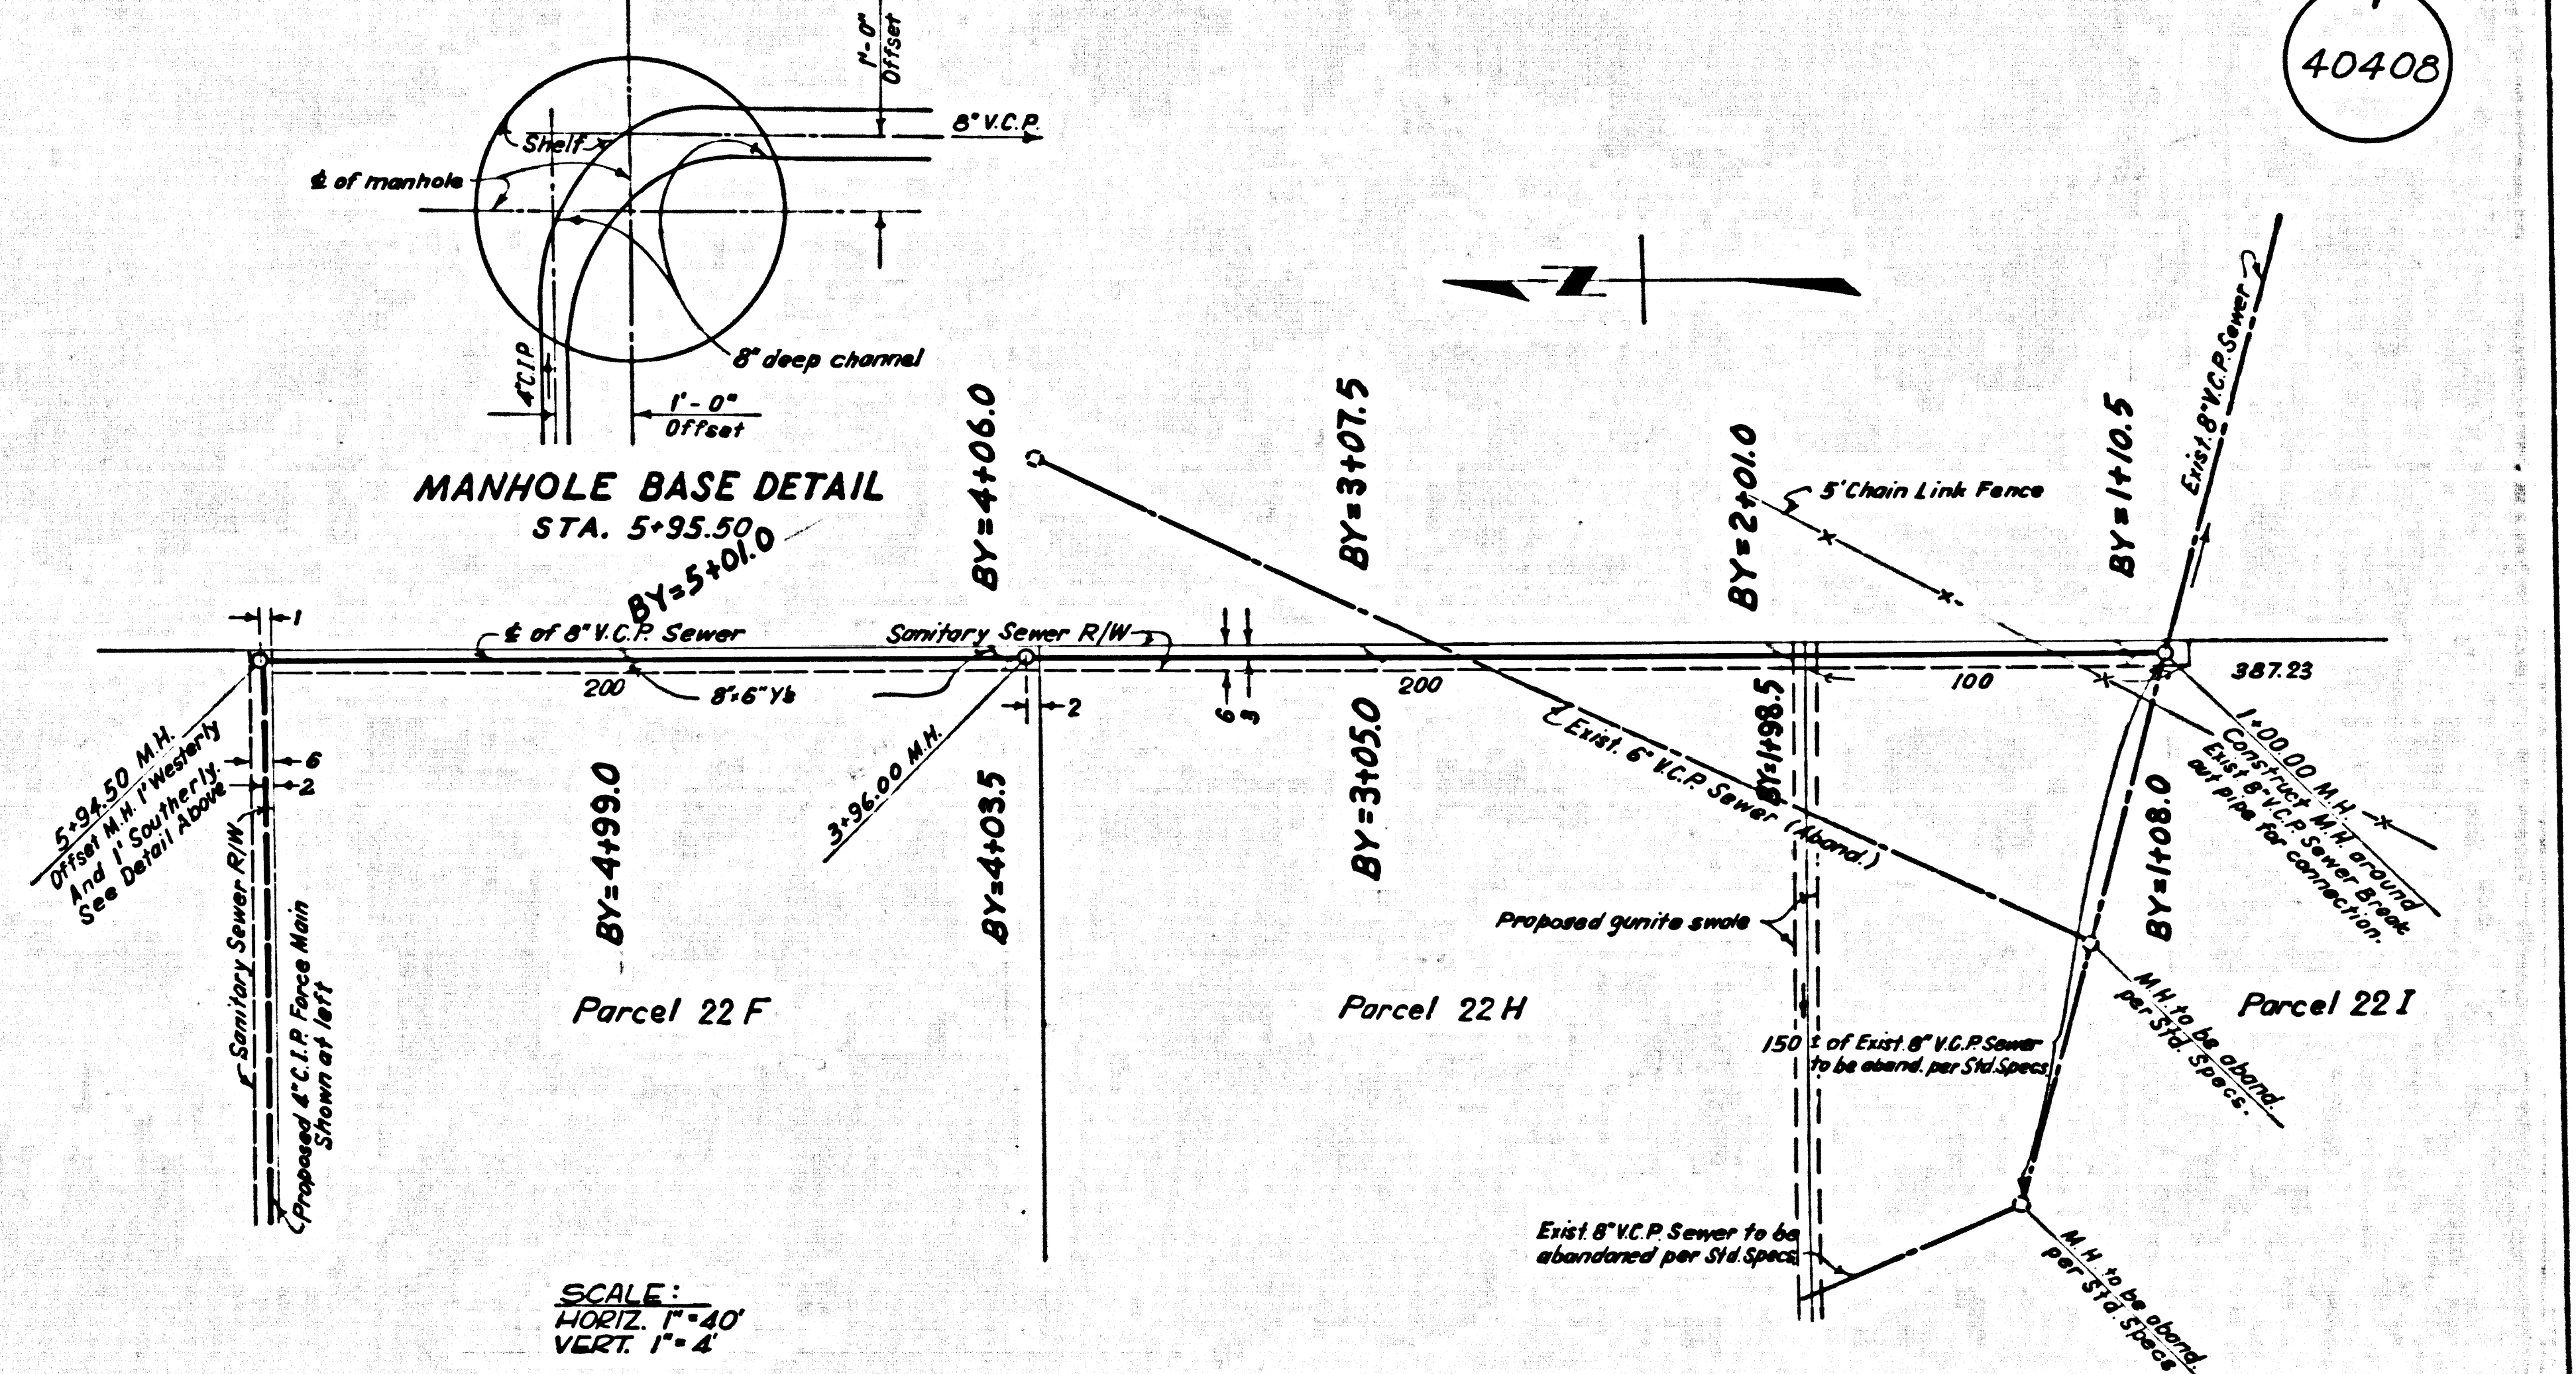 1'-0"
Offset
40408
8" V.C.P.
Shelf
℄ of manhole
8" deep channel
4" C.I.P.
1'-0"
Offset
MANHOLE BASE DETAIL
STA. 5+95.50
BY=5+01.0
BY=4+06.0
BY=3+07.5
BY=2+01.0
BY=1+10.5
5' Chain Link Fence
Exist. 8" V.C.P. Sewer
1
℄ of 8" V.C.P. Sewer
Sanitary Sewer R/W
200
8"x6" Ys
2
6
3
200
100
387.23
5+94.50 M.H.
Offset M.H. 1' Westerly
And 1' Southerly.
See Detail Above
6
2
Sanitary Sewer R/W
Proposed 4" C.I.P. Force Main
Shown at left
BY=4+99.0
3+96.00 M.H.
BY=4+03.5
BY=3+05.0
Exist. 6" V.C.P. Sewer (Aband.)
BY=1+98.5
BY=1+08.0
1+00.00 M.H.
Construct M.H. around
Exist 8" V.C.P. Sewer Break
out pipe for connection.
Proposed gunite swale
Parcel 22 F
Parcel 22 H
Parcel 22 I
M.H. to be aband.
per Std. Specs.
150 ± of Exist. 8" V.C.P. Sewer
to be aband. per Std. Specs
Exist. 8" V.C.P. Sewer to be
abandoned per Std. Specs
M.H. to be aband.
per Std. Specs
SCALE:
HORIZ. 1"=40'
VERT. 1"=4'